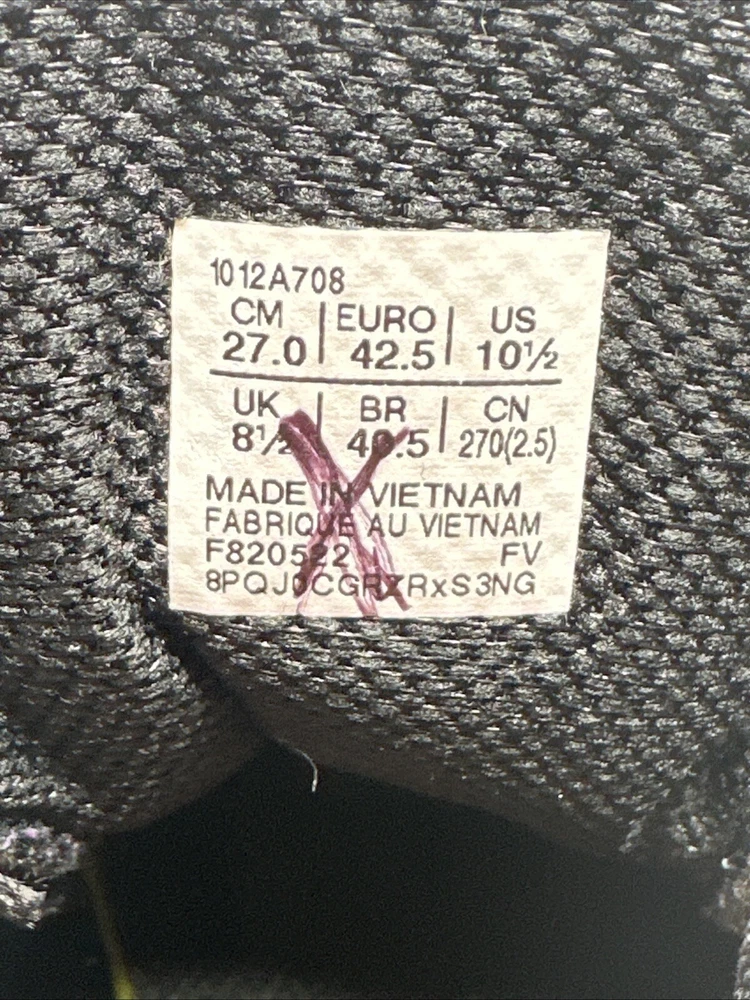 1012A708
CM | EURO | US
27.0 | 42.5 | 10½
UK | BR | CN
8½ | 40.5 | 270(2.5)
MADE IN VIETNAM
FABRIQUE AU VIETNAM
F820522 FV
8PQJ0CGRZRxS3NG